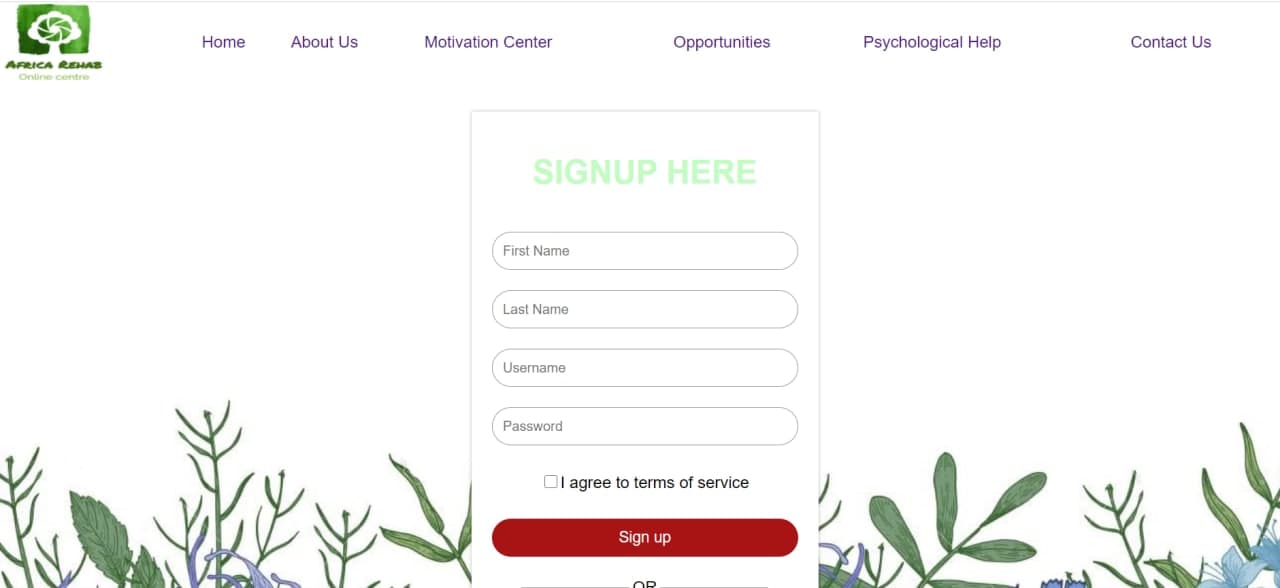 AFRICA REHAB
Online centre
Home About Us Motivation Center Opportunities Psychological Help Contact Us
SIGNUP HERE
First Name
Last Name
Username
Password
I agree to terms of service
Sign up
OR